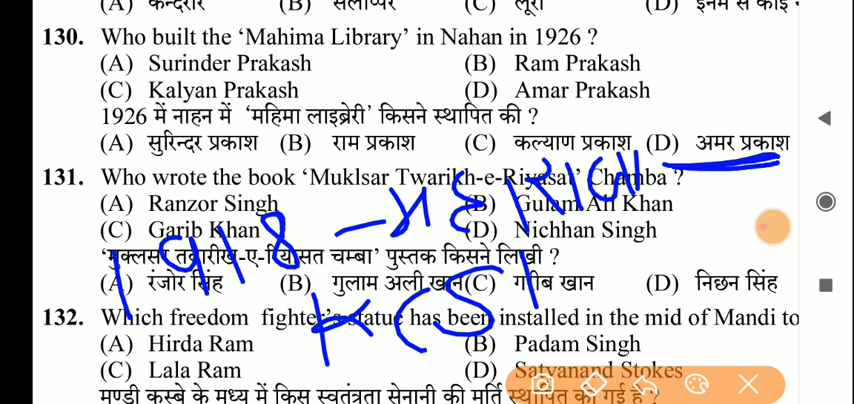 (A) कन्दरार (B) सलाप्पर (C) लूरी (D) इनमें से कोई
130. Who built the ‘Mahima Library’ in Nahan in 1926 ?
(A) Surinder Prakash (B) Ram Prakash
(C) Kalyan Prakash (D) Amar Prakash
1926 में नाहन में ‘महिमा लाइब्रेरी’ किसने स्थापित की ?
(A) सुरिन्दर प्रकाश (B) राम प्रकाश (C) कल्याण प्रकाश (D) अमर प्रकाश
131. Who wrote the book ‘Muklsar Twarikh-e-Riyasat’ Chamba ?
(A) Ranzor Singh (B) Gulam Ali Khan
(C) Garib Khan (D) Nichhan Singh
‘मुक्लसर तवारीख-ए-रियासत चम्बा’ पुस्तक किसने लिखी ?
(A) रंजोर सिंह (B) गुलाम अली खान (C) गरीब खान (D) निछन सिंह
1918 –
KCSI
132. Which freedom fighter’s statue has been installed in the mid of Mandi to
(A) Hirda Ram (B) Padam Singh
(C) Lala Ram (D) Satyanand Stokes
मण्डी कस्बे के मध्य में किस स्वतंत्रता सेनानी की मूर्ति स्थापित की गई है ?